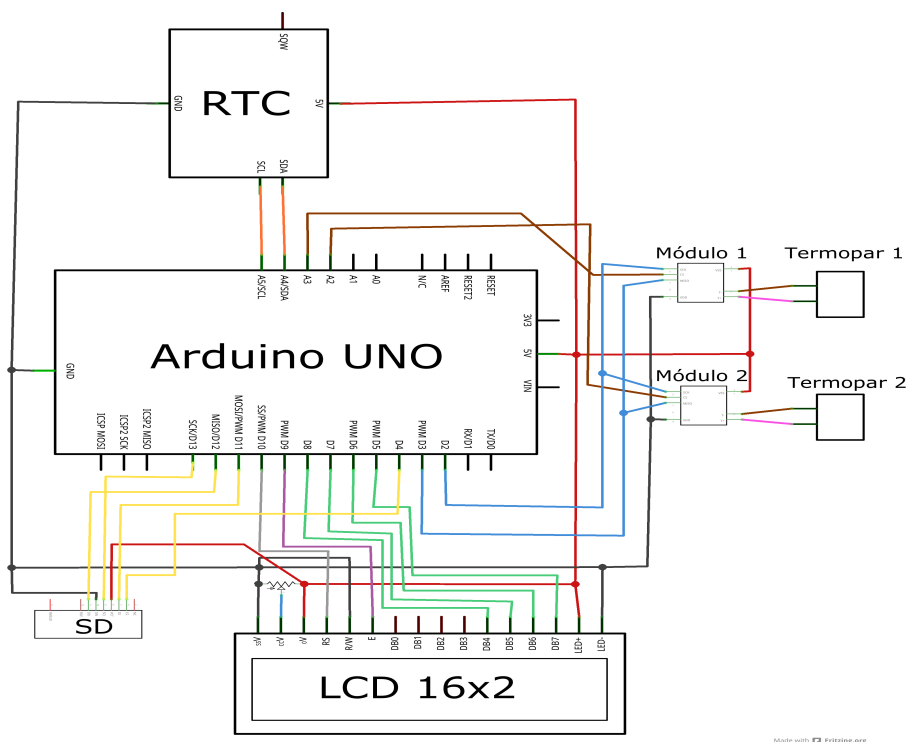 SQW
RTC
GND
5V
SCL
SDA
A5/SCL
A4/SDA
A3
A2
A1
A0
N/C
AREF
RESET2
RESET
Módulo 1
Termopar 1
3V3
5V
VIN
Arduino UNO
GND
Módulo 2
Termopar 2
ICSP MOSI
ICSP2 SCK
ICSP2 MISO
SCK/D13
MISO/D12
MOSI/PWM D11
SS/PWM D10
PWM D9
D8
D7
PWM D6
PWM D5
D4
PWM D3
D2
RX/D1
TX/D0
SD
RS
R/W
E
DB0
DB1
DB2
DB3
DB4
DB5
DB6
DB7
LED+
LED-
LCD 16x2
Made with Fritzing.org